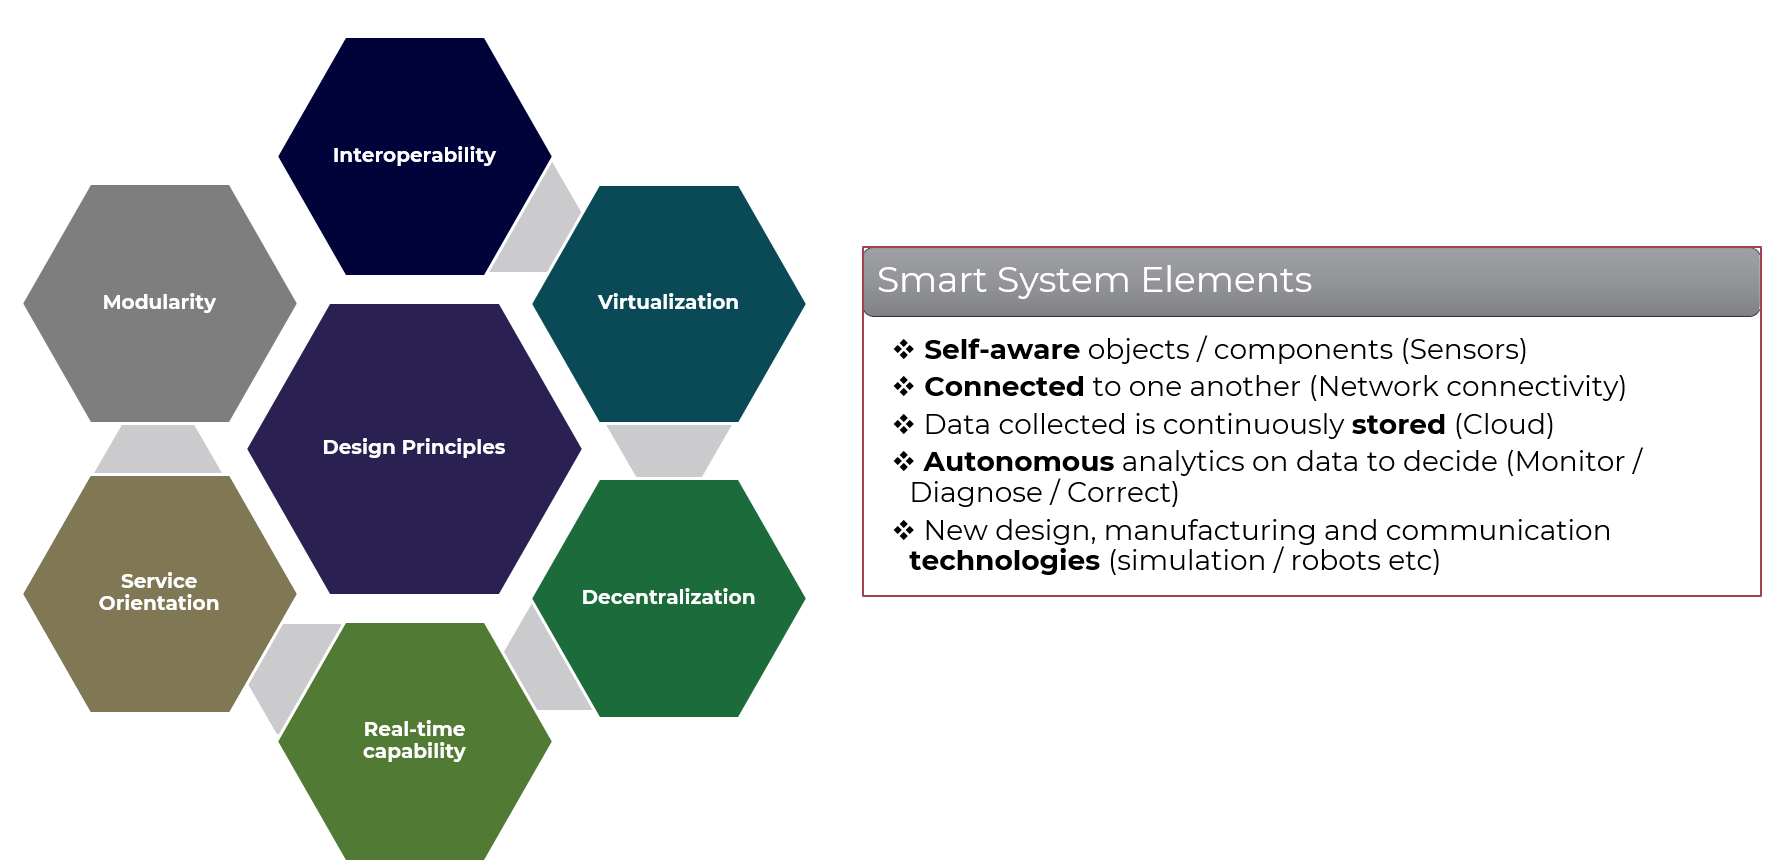 Interoperability
Modularity
Virtualization
Design Principles
Service
Orientation
Decentralization
Real-time
capability
Smart System Elements
❖ Self-aware objects / components (Sensors)
❖ Connected to one another (Network connectivity)
❖ Data collected is continuously stored (Cloud)
❖ Autonomous analytics on data to decide (Monitor /
Diagnose / Correct)
❖ New design, manufacturing and communication
technologies (simulation / robots etc)